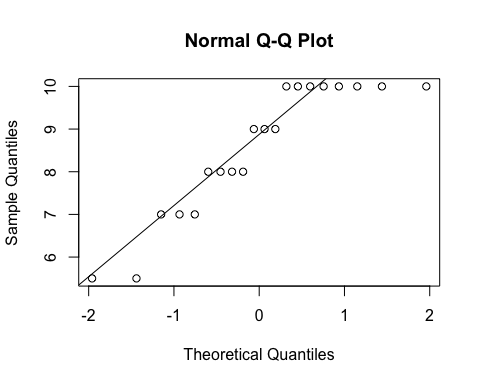 Normal Q-Q Plot
Sample Quantiles
10
9
8
7
6
-2 -1 0 1 2
Theoretical Quantiles